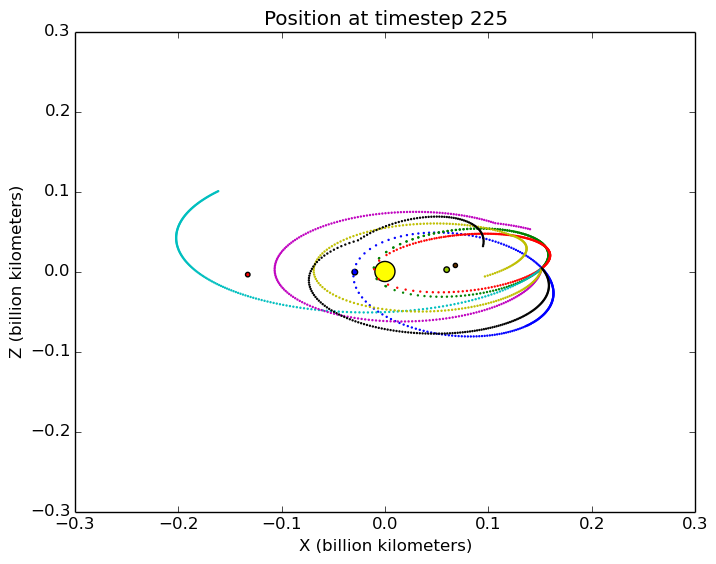 Position at timestep 225
0.3
0.2
0.1
0.0
−0.1
−0.2
−0.3
Z (billion kilometers)
−0.3 −0.2 −0.1 0.0 0.1 0.2 0.3
X (billion kilometers)